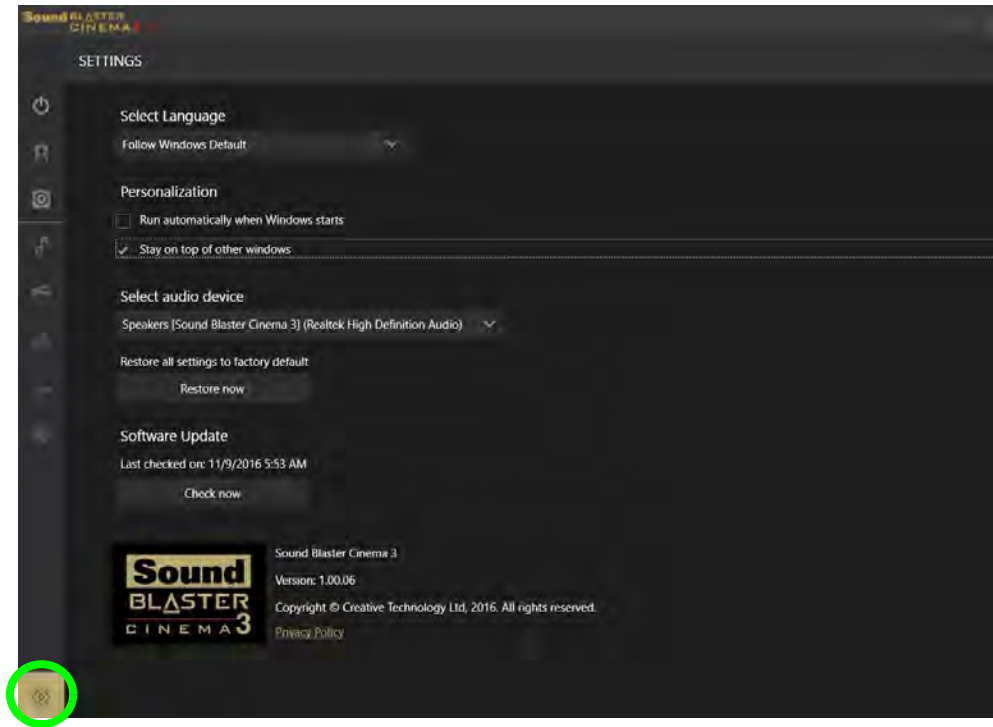 Sound BLASTER
CINEMA 3
SETTINGS
Select Language
Follow Windows Default
Personalization
Run automatically when Windows starts
Stay on top of other windows
Select audio device
Speakers [Sound Blaster Cinema 3] (Realtek High Definition Audio)
Restore all settings to factory default
Restore now
Software Update
Last checked on: 11/9/2016 5:53 AM
Check now
Sound
BLASTER
CINEMA 3
Sound Blaster Cinema 3
Version: 1.00.06
Copyright © Creative Technology Ltd, 2016. All rights reserved.
Privacy Policy